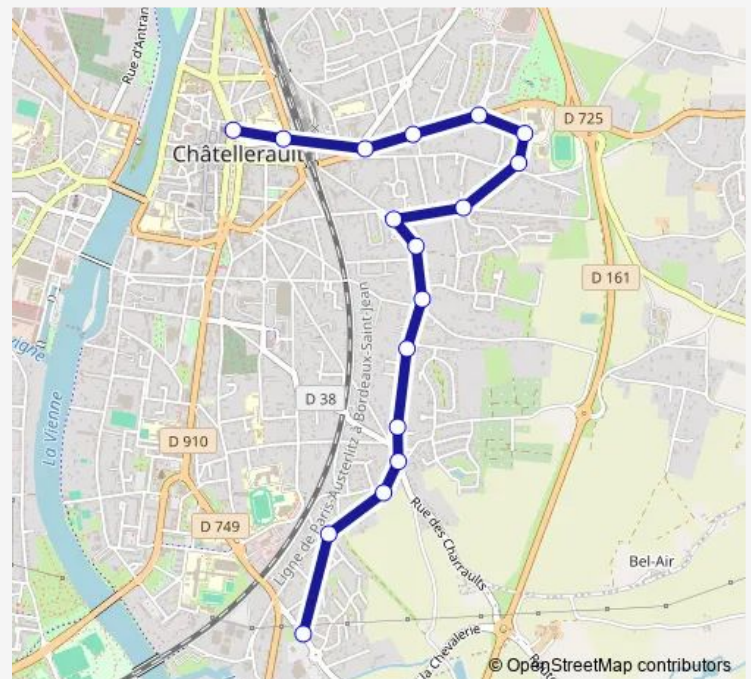 Rue d'Antran
D 725
Châtellerault
D 161
La Vienne
D 38
Ligne de Paris-Austerlitz à Bordeaux-Saint-Jean
D 910
D 749
Rue des Charraults
Bel-Air
la Chevalerie
© OpenStreetMap contributors